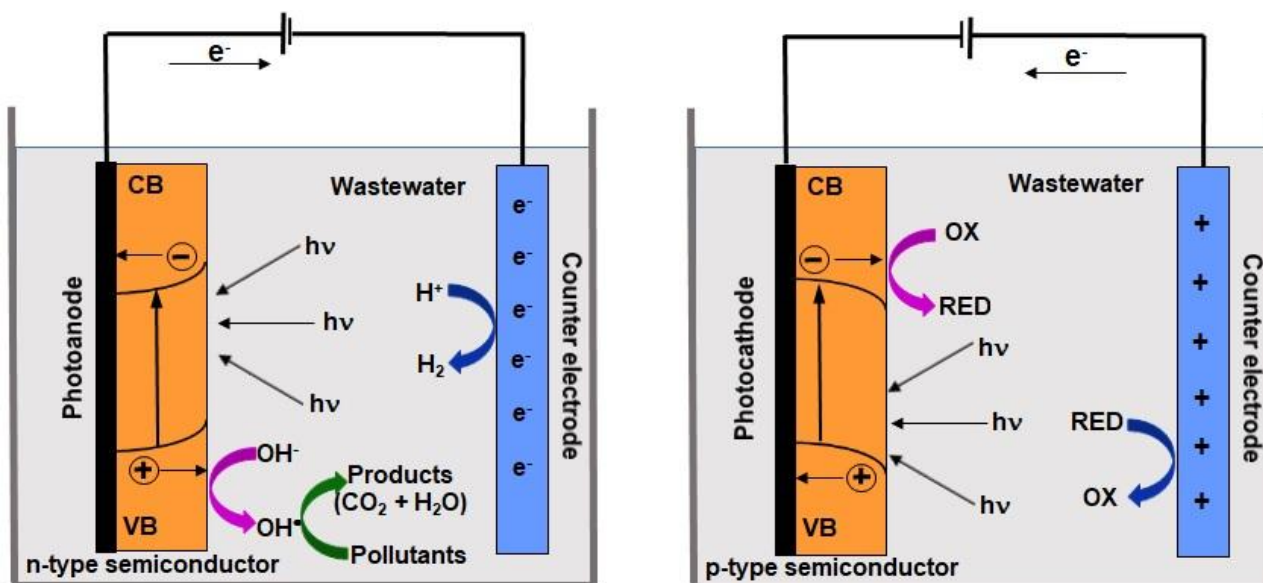 e-
CB
Wastewater
Photoanode
−
hν
hν
hν
H+
H2
e-
e-
e-
e-
e-
e-
Counter electrode
+
OH-
OH•
Products
(CO2 + H2O)
Pollutants
VB
n-type semiconductor
e-
CB
Wastewater
Photocathode
−
OX
RED
hν
hν
hν
RED
OX
+
+
+
+
+
+
Counter electrode
+
VB
p-type semiconductor